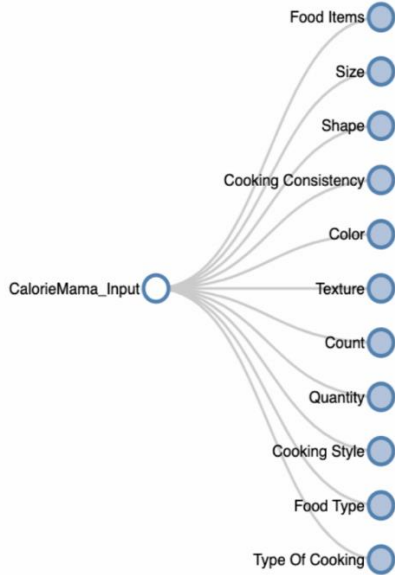 Food Items
Size
Shape
Cooking Consistency
Color
CalorieMama_Input
Texture
Count
Quantity
Cooking Style
Food Type
Type Of Cooking